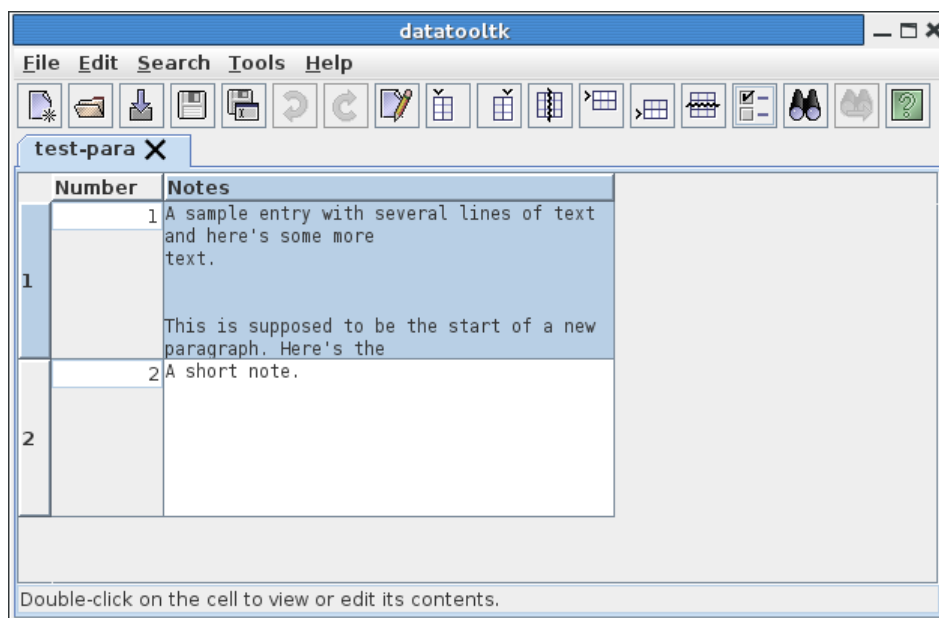 datatooltk
File Edit Search Tools Help
test-para
Number Notes
1 1 A sample entry with several lines of text
and here's some more
text.
This is supposed to be the start of a new
paragraph. Here's the
2 2 A short note.
Double-click on the cell to view or edit its contents.